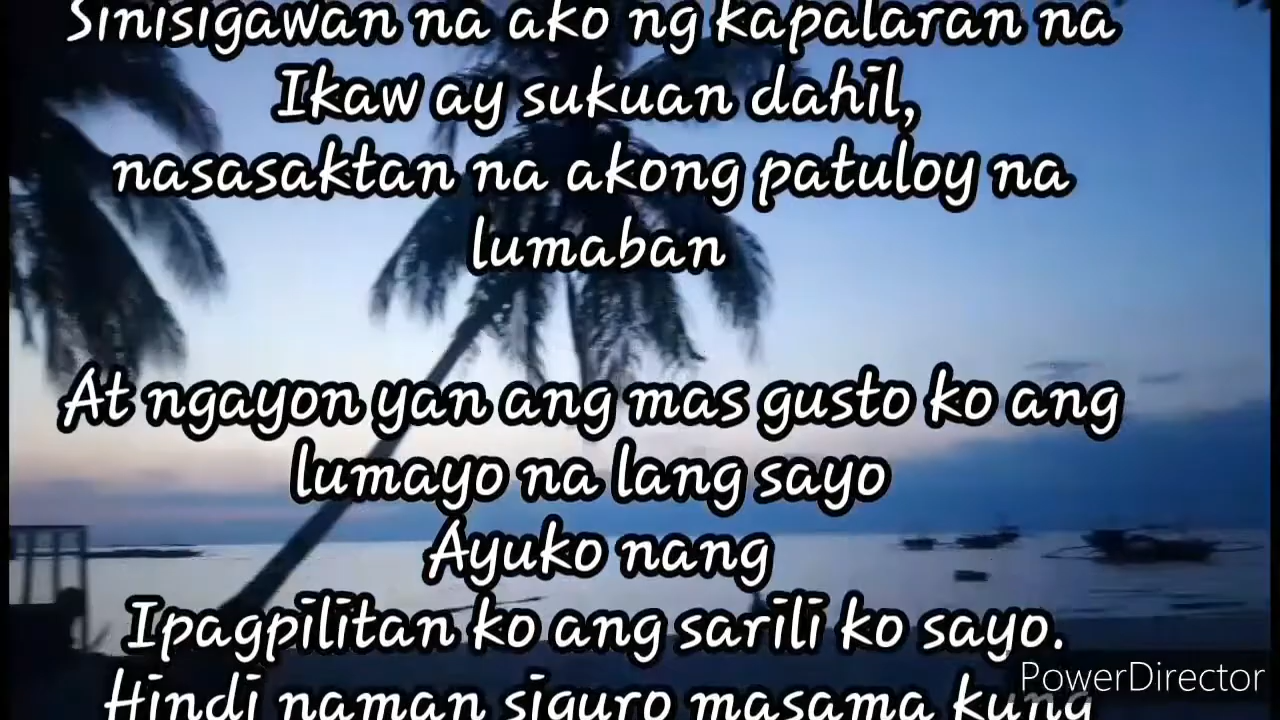 Sinisigawan na ako ng kapalaran na
Ikaw ay sukuan dahil,
nasasaktan na akong patuloy na
lumaban
At ngayon yan ang mas gusto ko ang
lumayo na lang sayo
Ayuko nang
Ipagpilitan ko ang sarili ko sayo.
Hindi naman siguro masama kung
PowerDirector